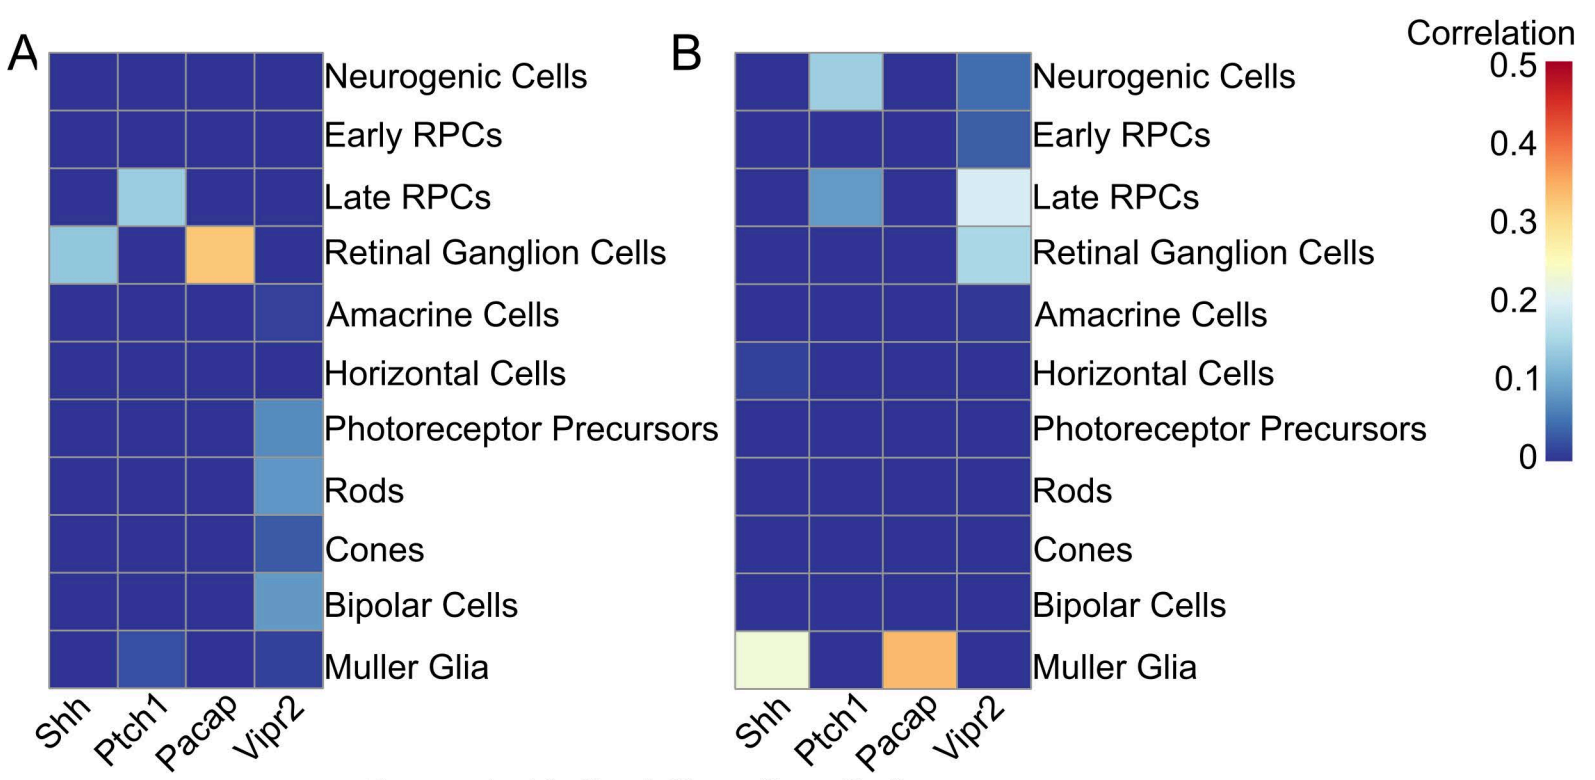 A
Neurogenic Cells
Early RPCs
Late RPCs
Retinal Ganglion Cells
Amacrine Cells
Horizontal Cells
Photoreceptor Precursors
Rods
Cones
Bipolar Cells
Muller Glia
Shh
Ptch1
Pacap
Vipr2
B
Neurogenic Cells
Early RPCs
Late RPCs
Retinal Ganglion Cells
Amacrine Cells
Horizontal Cells
Photoreceptor Precursors
Rods
Cones
Bipolar Cells
Muller Glia
Shh
Ptch1
Pacap
Vipr2
Correlation
0.5
0.4
0.3
0.2
0.1
0